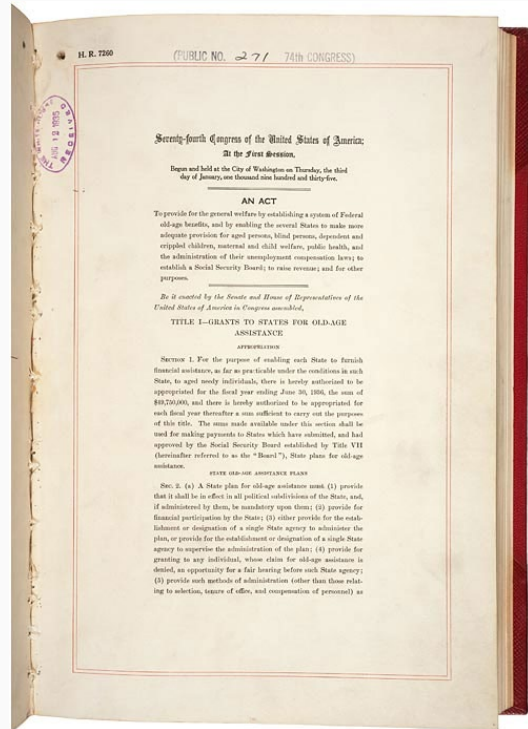 H. R. 7260
(PUBLIC NO. 271 74th CONGRESS)
THE WHITE HOUSE
AUG 12 1935
RECEIVED
Seventy-fourth Congress of the United States of America;
At the First Session,
Begun and held at the City of Washington on Thursday, the third
day of January, one thousand nine hundred and thirty-five.
AN ACT
To provide for the general welfare by establishing a system of Federal
old-age benefits, and by enabling the several States to make more
adequate provision for aged persons, blind persons, dependent and
crippled children, maternal and child welfare, public health, and
the administration of their unemployment compensation laws; to
establish a Social Security Board; to raise revenue; and for other
purposes.
Be it enacted by the Senate and House of Representatives of the
United States of America in Congress assembled,
TITLE I—GRANTS TO STATES FOR OLD-AGE
ASSISTANCE
APPROPRIATION
SECTION 1. For the purpose of enabling each State to furnish
financial assistance, as far as practicable under the conditions in such
State, to aged needy individuals, there is hereby authorized to be
appropriated for the fiscal year ending June 30, 1936, the sum of
$49,750,000, and there is hereby authorized to be appropriated for
each fiscal year thereafter a sum sufficient to carry out the purposes
of this title. The sums made available under this section shall be
used for making payments to States which have submitted, and had
approved by the Social Security Board established by Title VII
(hereinafter referred to as the "Board"), State plans for old-age
assistance.
STATE OLD-AGE ASSISTANCE PLANS
SEC. 2. (a) A State plan for old-age assistance must (1) provide
that it shall be in effect in all political subdivisions of the State, and,
if administered by them, be mandatory upon them; (2) provide for
financial participation by the State; (3) either provide for the estab-
lishment or designation of a single State agency to administer the
plan, or provide for the establishment or designation of a single State
agency to supervise the administration of the plan; (4) provide for
granting to any individual, whose claim for old-age assistance is
denied, an opportunity for a fair hearing before such State agency;
(5) provide such methods of administration (other than those relat-
ing to selection, tenure of office, and compensation of personnel) as